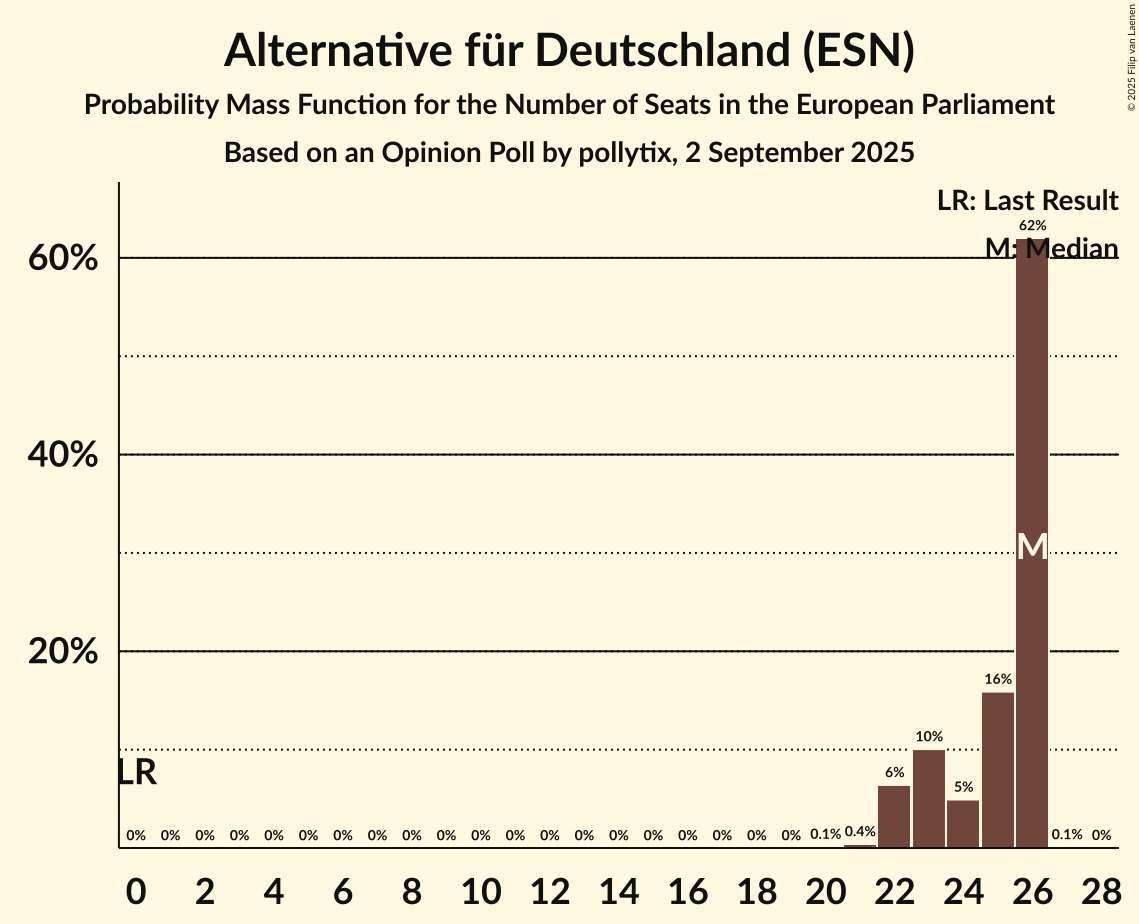 Alternative für Deutschland (ESN)
Probability Mass Function for the Number of Seats in the European Parliament
Based on an Opinion Poll by pollytix, 2 September 2025
© 2025 Filip van Laenen
LR: Last Result
M: Median
60%
40%
20%
62%
M
16%
10%
6%
5%
LR
0% 0% 0% 0% 0% 0% 0% 0% 0% 0% 0% 0% 0% 0% 0% 0% 0% 0% 0% 0% 0.1% 0.4% 0.1% 0%
0 2 4 6 8 10 12 14 16 18 20 22 24 26 28